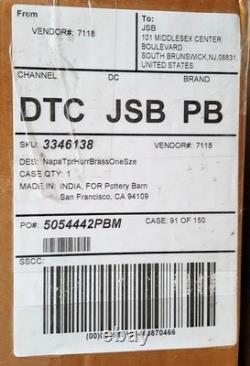 From
VENDOR#: 7118
To:
JSB
101 MIDDLESEX CENTER
BOULEVARD
SOUTH BRUNSWICK,NJ,08831,
UNITED STATES
CHANNEL DC BRAND
DTC JSB PB
SKU: 3346138 VENDOR#: 7118
DES: NapaTprHurrBrassOneSze
CASE QTY: 1
MADE IN: INDIA, FOR Pottery Barn
San Francisco, CA 94109
PO#: 5054442PBM CASE: 91 OF 150
SSCC: